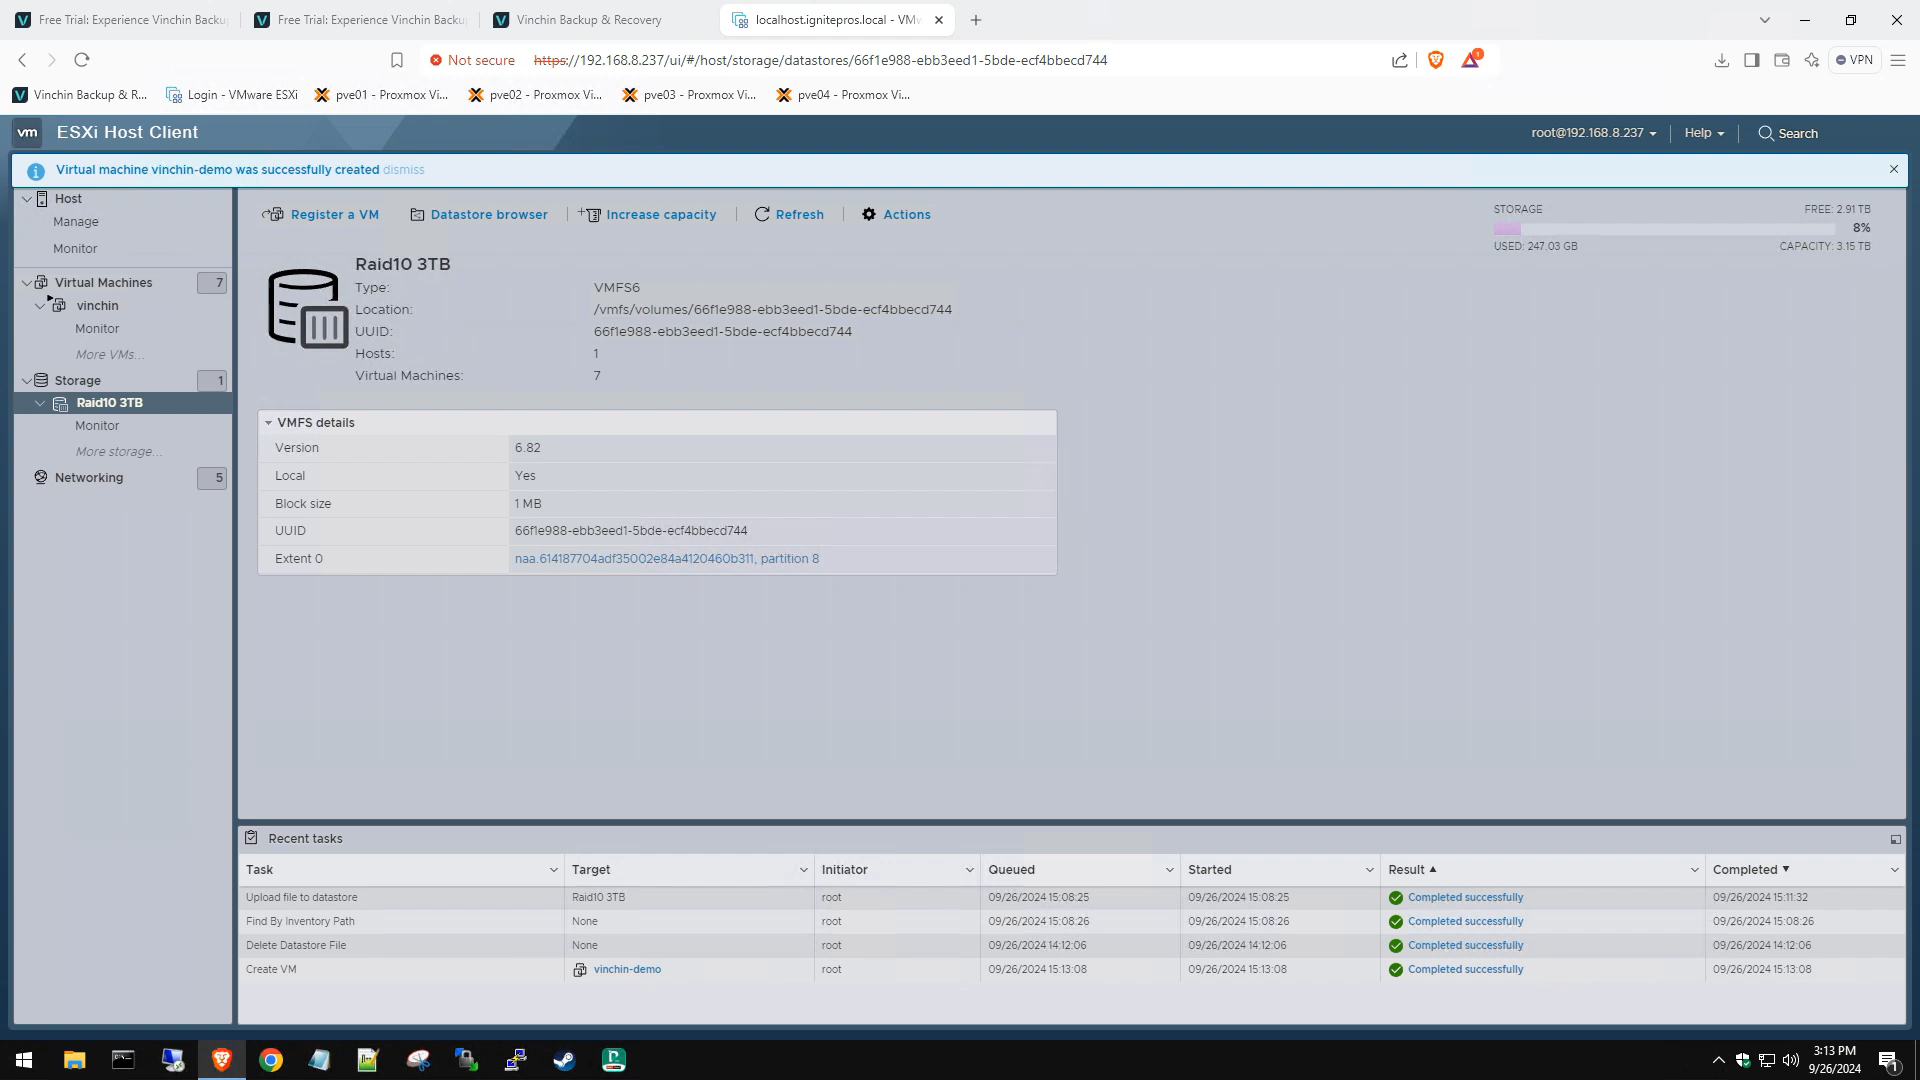 Free Trial: Experience Vinchin Backup
Free Trial: Experience Vinchin Backup
Vinchin Backup & Recovery
localhost.ignitepros.local - VMw
Not secure
https://192.168.8.237/ui/#/host/storage/datastores/66f1e988-ebb3eed1-5bde-ecf4bbecd744
1
VPN
Vinchin Backup & R...
Login - VMware ESXi
pve01 - Proxmox Vi...
pve02 - Proxmox Vi...
pve03 - Proxmox Vi...
pve04 - Proxmox Vi...
vm
ESXi Host Client
root@192.168.8.237
Help
Search
Virtual machine vinchin-demo was successfully created dismiss
Host
Manage
Monitor
Virtual Machines
7
vinchin
Monitor
More VMs...
Storage
1
Raid10 3TB
Monitor
More storage...
Networking
5
Register a VM
Datastore browser
Increase capacity
Refresh
Actions
STORAGE
FREE: 2.91 TB
8%
USED: 247.03 GB
CAPACITY: 3.15 TB
Raid10 3TB
Type:
VMFS6
Location:
/vmfs/volumes/66f1e988-ebb3eed1-5bde-ecf4bbecd744
UUID:
66f1e988-ebb3eed1-5bde-ecf4bbecd744
Hosts:
1
Virtual Machines:
7
VMFS details
Version
6.82
Local
Yes
Block size
1 MB
UUID
66f1e988-ebb3eed1-5bde-ecf4bbecd744
Extent 0
naa.614187704adf35002e84a4120460b311, partition 8
Recent tasks
Task
Target
Initiator
Queued
Started
Result
Completed
Upload file to datastore
Raid10 3TB
root
09/26/2024 15:08:25
09/26/2024 15:08:25
Completed successfully
09/26/2024 15:11:32
Find By Inventory Path
None
root
09/26/2024 15:08:26
09/26/2024 15:08:26
Completed successfully
09/26/2024 15:08:26
Delete Datastore File
None
root
09/26/2024 14:12:06
09/26/2024 14:12:06
Completed successfully
09/26/2024 14:12:06
Create VM
vinchin-demo
root
09/26/2024 15:13:08
09/26/2024 15:13:08
Completed successfully
09/26/2024 15:13:08
3:13 PM
9/26/2024
1